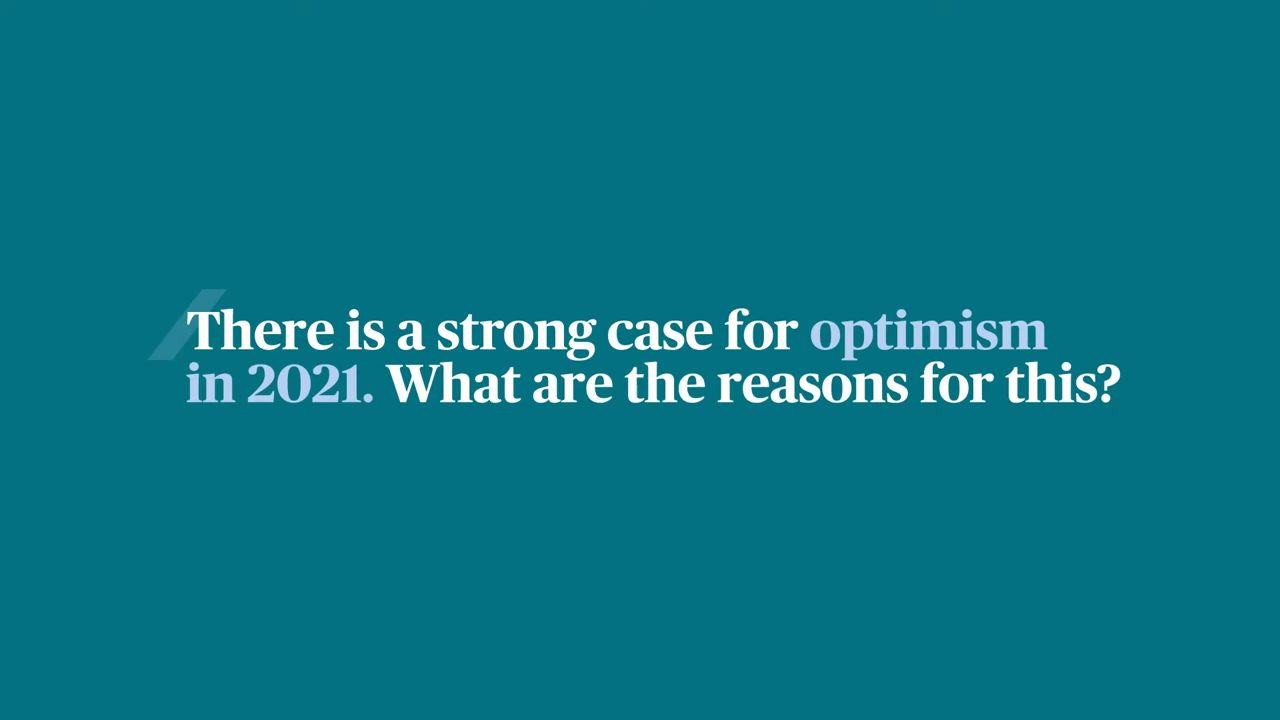 There is a strong case for optimism
in 2021. What are the reasons for this?